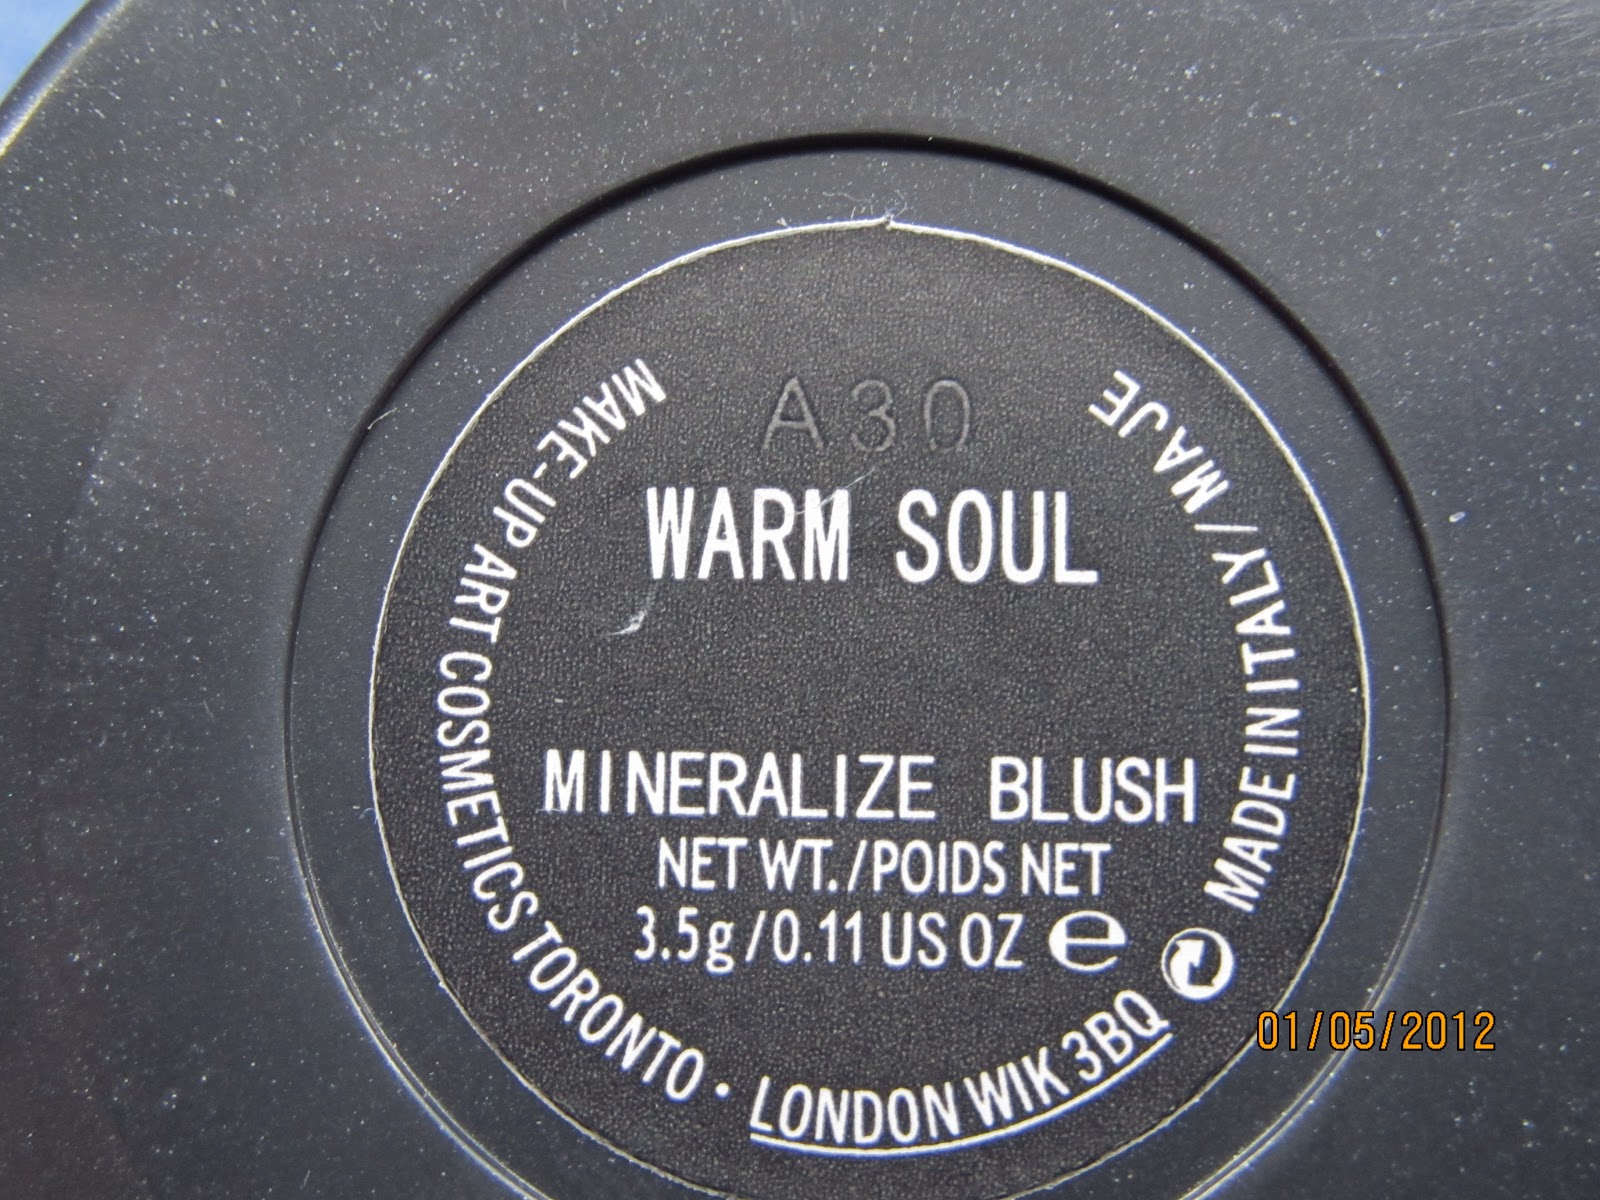 A30
WARM SOUL
MINERALIZE BLUSH
NET WT./POIDS NET
3.5g/0.11 US OZ e
MAKE-UP ART COSMETICS TORONTO · LONDON WIK 3BQ
MADE IN ITALY/MAJE
01/05/2012